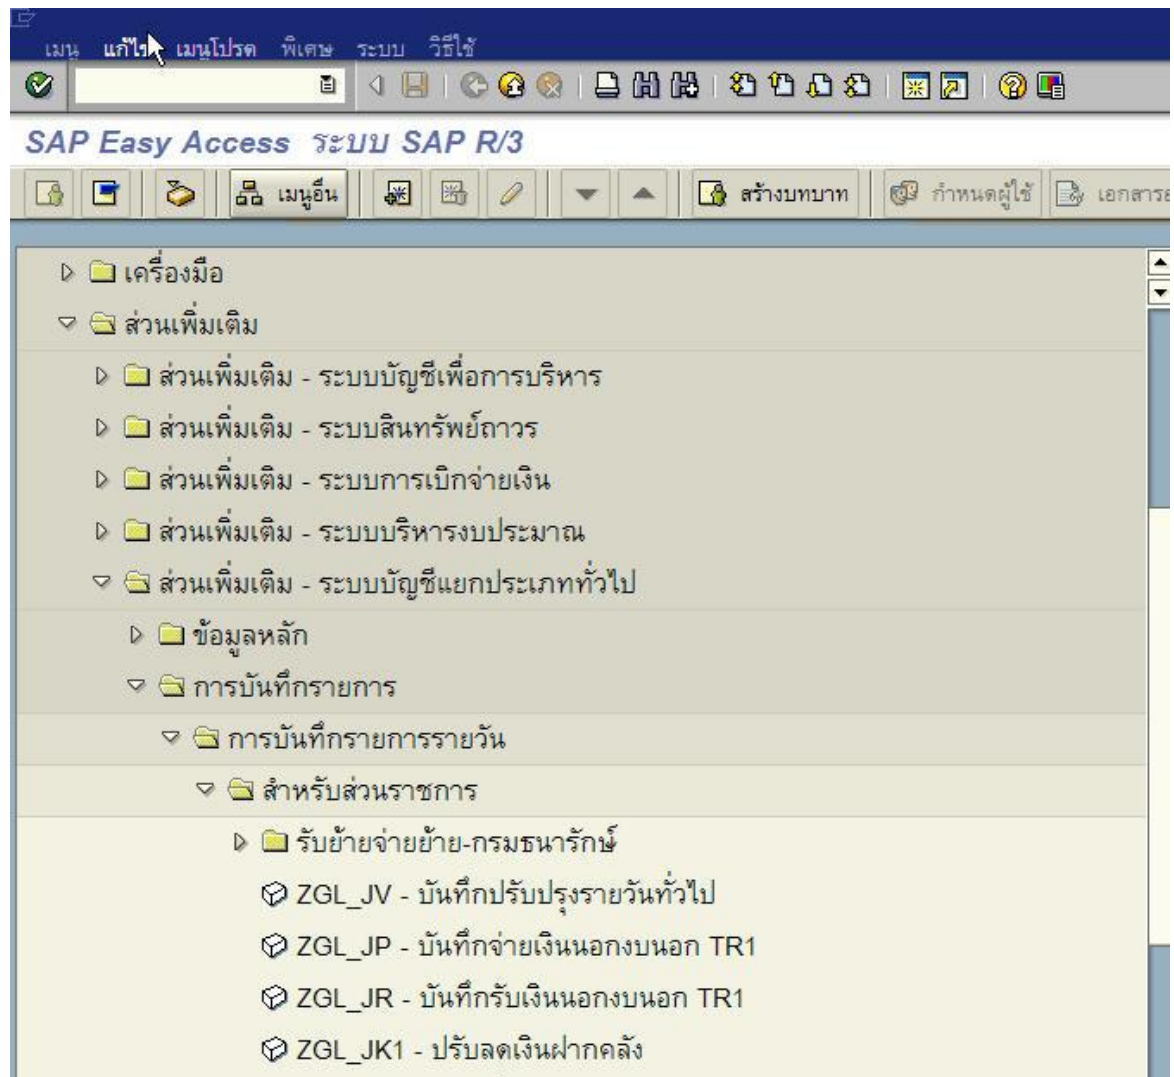 เมนู แก้ไข เมนูโปรด พิเศษ ระบบ วิธีใช้
SAP Easy Access ระบบ SAP R/3
เมนูอื่น สร้างบทบาท กำหนดผู้ใช้
เครื่องมือ
ส่วนเพิ่มเติม
ส่วนเพิ่มเติม - ระบบบัญชีเพื่อการบริหาร
ส่วนเพิ่มเติม - ระบบสินทรัพย์ถาวร
ส่วนเพิ่มเติม - ระบบการเบิกจ่ายเงิน
ส่วนเพิ่มเติม - ระบบบริหารงบประมาณ
ส่วนเพิ่มเติม - ระบบบัญชีแยกประเภททั่วไป
ข้อมูลหลัก
การบันทึกรายการ
การบันทึกรายการรายวัน
สำหรับส่วนราชการ
รับย้ายจ่ายย้าย-กรมธนารักษ์
ZGL_JV - บันทึกปรับปรุงรายวันทั่วไป
ZGL_JP - บันทึกจ่ายเงินนอกงบนอก TR1
ZGL_JR - บันทึกรับเงินนอกงบนอก TR1
ZGL_JK1 - ปรับลดเงินฝากคลัง